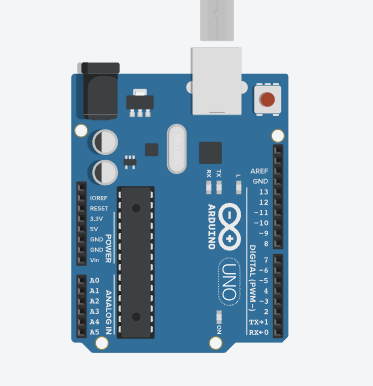 IOREF
RESET
3.3V
5V
GND
GND
Vin
POWER
A0
A1
A2
A3
A4
A5
ANALOG IN
RX
TX
L
ARDUINO
UNO
ON
AREF
GND
13
12
~11
~10
~9
8
7
~6
~5
4
~3
2
TX→1
RX←0
DIGITAL (PWM~)